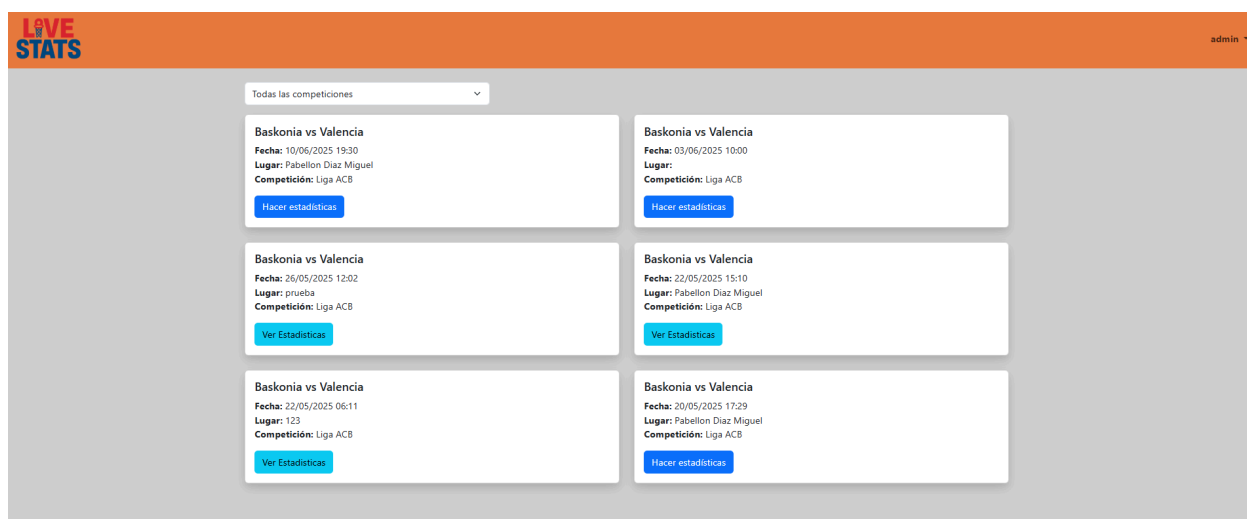 LIVE
STATS
admin
Todas las competiciones
Baskonia vs Valencia
Fecha: 10/06/2025 19:30
Lugar: Pabellon Diaz Miguel
Competición: Liga ACB
Hacer estadísticas
Baskonia vs Valencia
Fecha: 03/06/2025 10:00
Lugar:
Competición: Liga ACB
Hacer estadísticas
Baskonia vs Valencia
Fecha: 26/05/2025 12:02
Lugar: prueba
Competición: Liga ACB
Ver Estadisticas
Baskonia vs Valencia
Fecha: 22/05/2025 15:10
Lugar: Pabellon Diaz Miguel
Competición: Liga ACB
Ver Estadisticas
Baskonia vs Valencia
Fecha: 22/05/2025 06:11
Lugar: 123
Competición: Liga ACB
Ver Estadisticas
Baskonia vs Valencia
Fecha: 20/05/2025 17:29
Lugar: Pabellon Diaz Miguel
Competición: Liga ACB
Hacer estadísticas